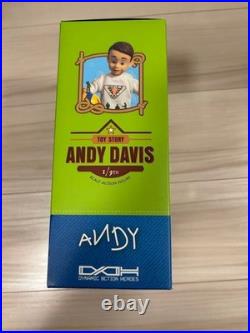 TOY STORY
ANDY DAVIS
1/9TH
SCALE ACTION FIGURE
ANDY
DAH
DYNAMIC ACTION HEROES